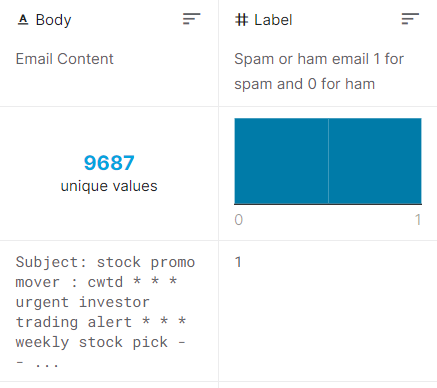 A Body
# Label
Email Content
Spam or ham email 1 for
spam and 0 for ham
9687
unique values
0
1
Subject: stock promo
mover : cwtd * * *
urgent investor
trading alert * * *
weekly stock pick -
- ...
1